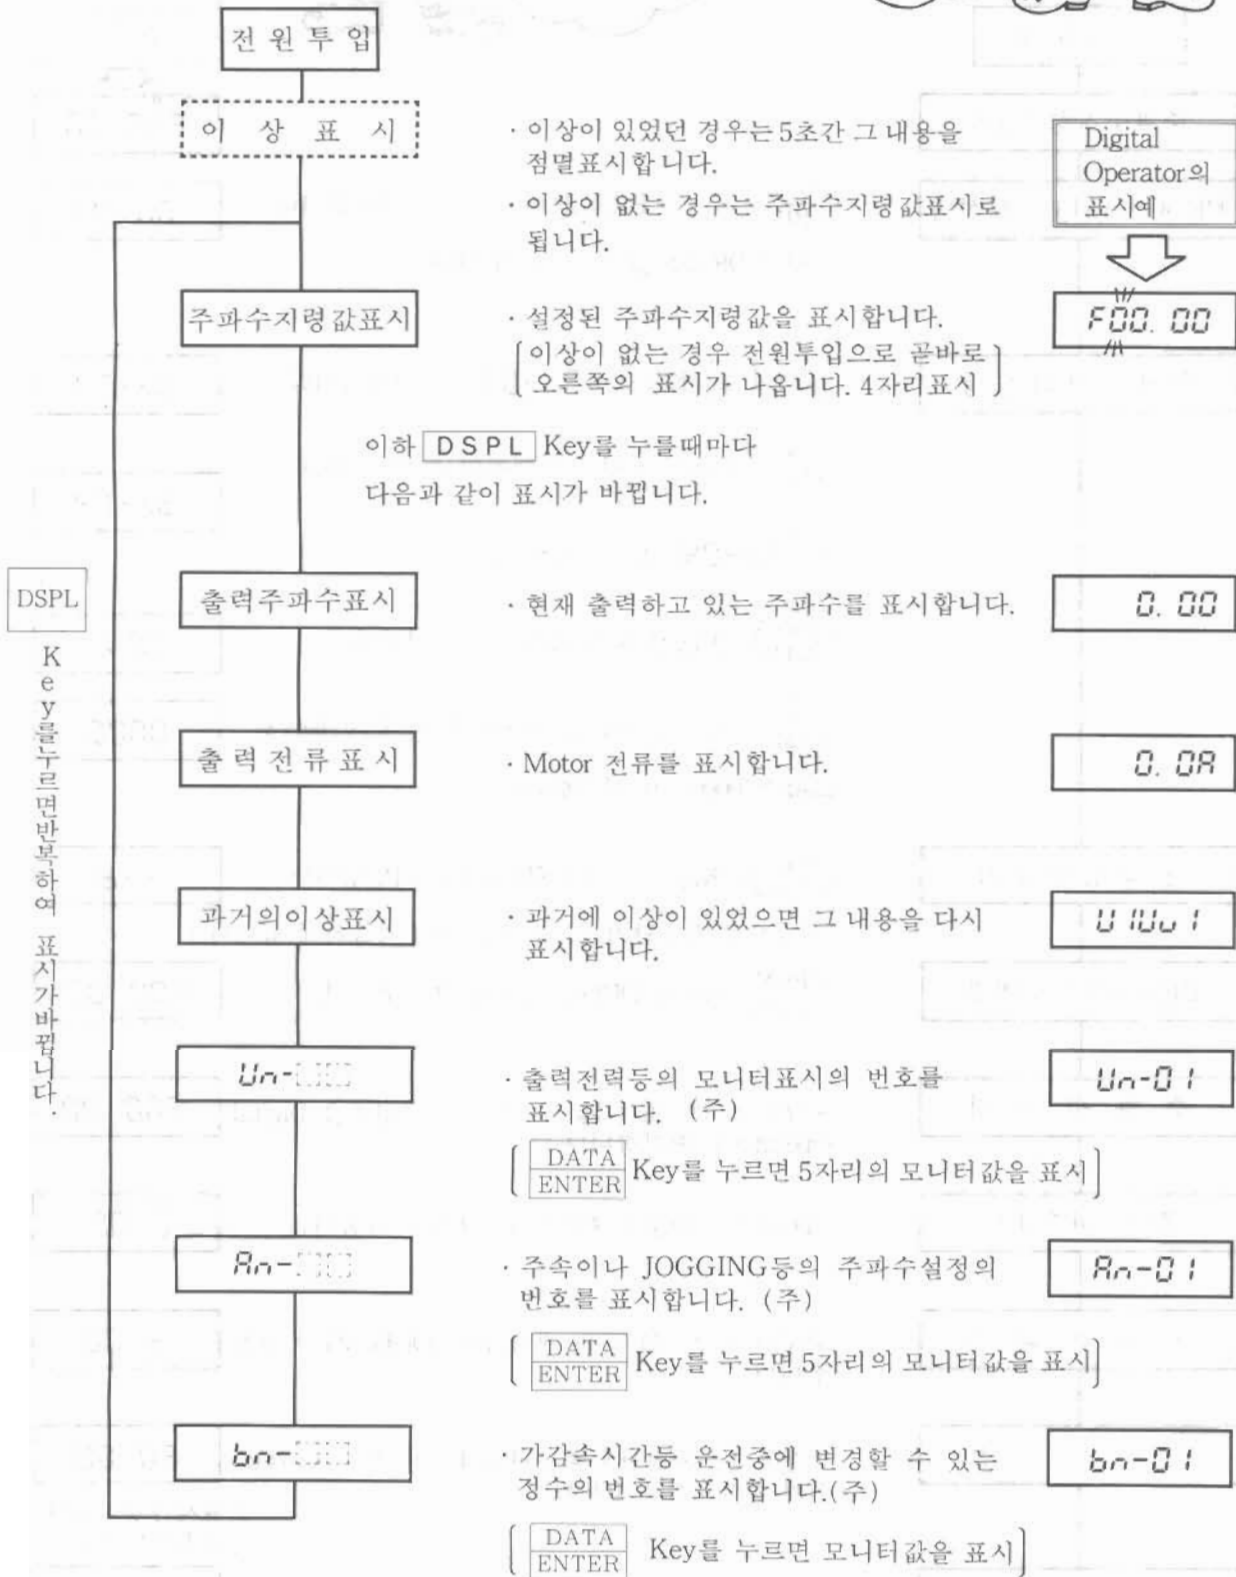 전원투입
이상표시
· 이상이 있었던 경우는 5초간 그 내용을
점멸표시합니다.
· 이상이 없는 경우는 주파수지령값표시로
됩니다.
Digital
Operator의
표시예
주파수지령값표시
· 설정된 주파수지령값을 표시합니다.
[이상이 없는 경우 전원투입으로 곧바로
오른쪽의 표시가 나옵니다. 4자리표시]
F00.00
이하 DSPL Key를 누를때마다
다음과 같이 표시가 바뀝니다.
DSPL
Key를누르면반복하여 표시가바뀝니다.
출력주파수표시
· 현재 출력하고 있는 주파수를 표시합니다.
0.00
출력전류표시
· Motor 전류를 표시합니다.
0.0A
과거의이상표시
· 과거에 이상이 있었으면 그 내용을 다시
표시합니다.
U1Uu1
Un-
· 출력전력등의 모니터표시의 번호를
표시합니다. (주)
Un-01
[DATA
ENTER Key를 누르면 5자리의 모니터값을 표시]
An-
· 주속이나 JOGGING등의 주파수설정의
번호를 표시합니다. (주)
An-01
[DATA
ENTER Key를 누르면 5자리의 모니터값을 표시]
bn-
· 가감속시간등 운전중에 변경할 수 있는
정수의 번호를 표시합니다.(주)
bn-01
[DATA
ENTER Key를 누르면 모니터값을 표시]